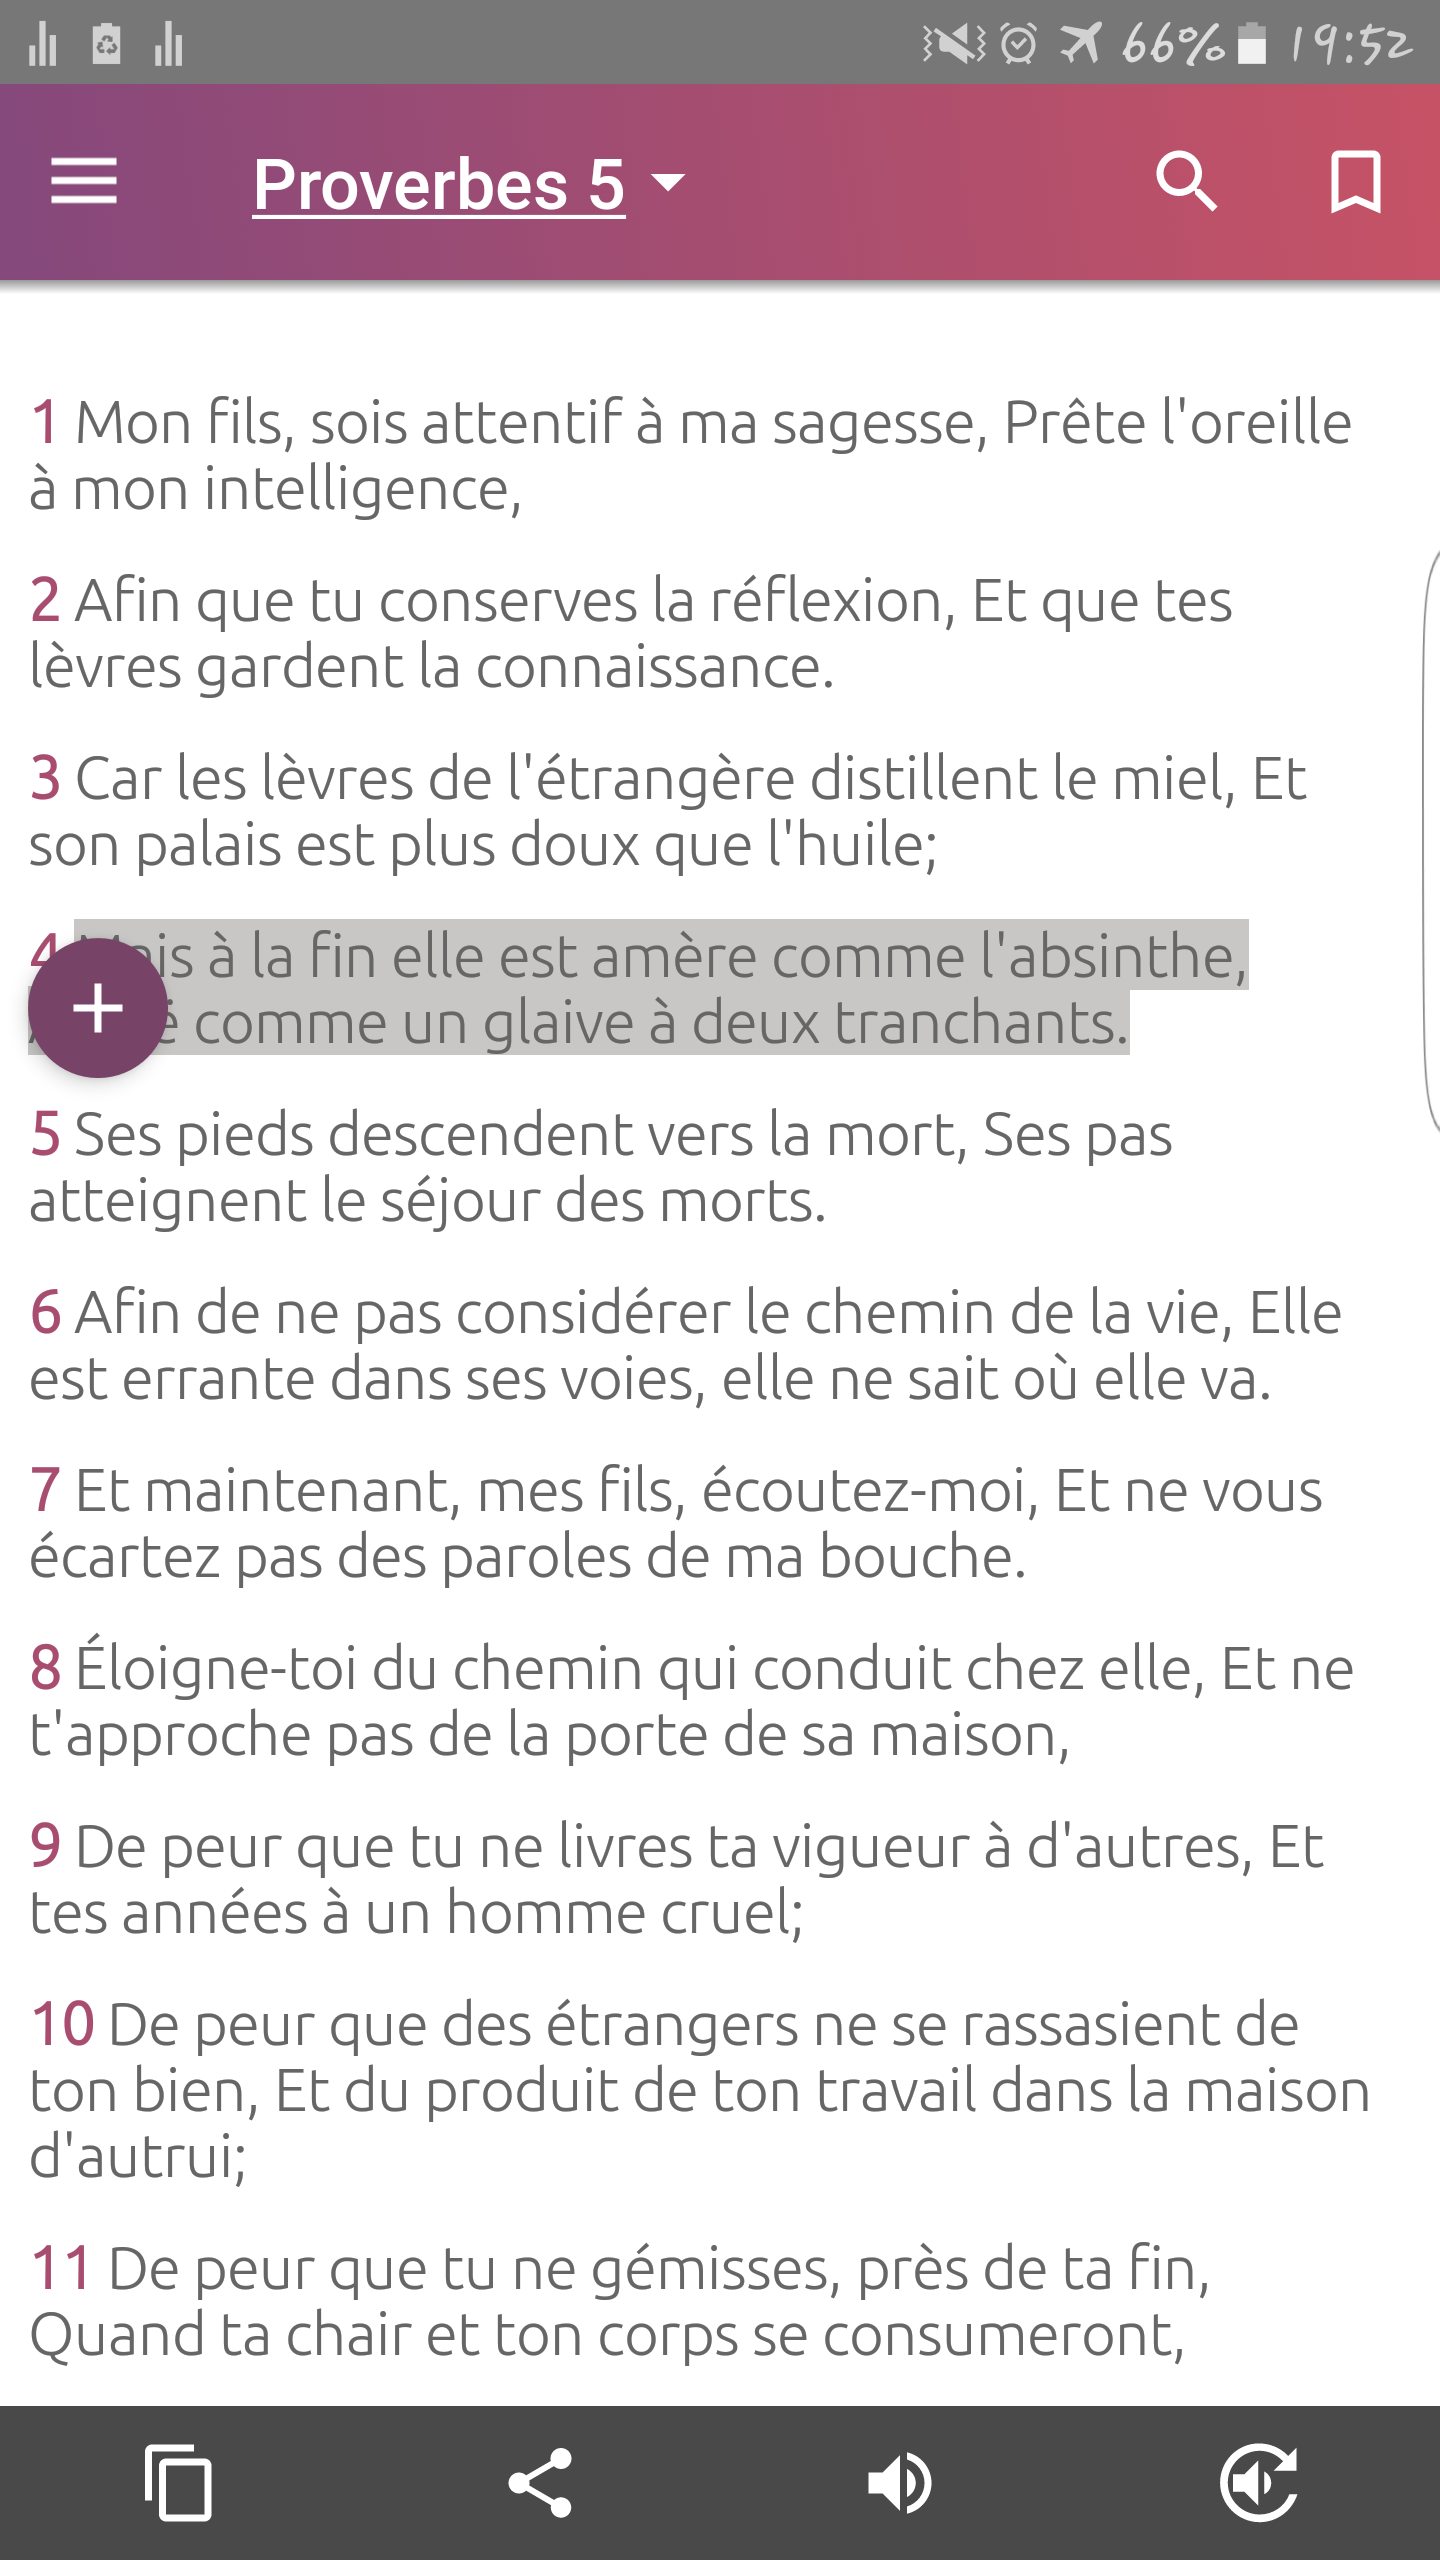 66% 19:52
Proverbes 5
1 Mon fils, sois attentif à ma sagesse, Prête l'oreille
à mon intelligence,
2 Afin que tu conserves la réflexion, Et que tes
lèvres gardent la connaissance.
3 Car les lèvres de l'étrangère distillent le miel, Et
son palais est plus doux que l'huile;
4 Mais à la fin elle est amère comme l'absinthe,
comme un glaive à deux tranchants.
5 Ses pieds descendent vers la mort, Ses pas
atteignent le séjour des morts.
6 Afin de ne pas considérer le chemin de la vie, Elle
est errante dans ses voies, elle ne sait où elle va.
7 Et maintenant, mes fils, écoutez-moi, Et ne vous
écartez pas des paroles de ma bouche.
8 Éloigne-toi du chemin qui conduit chez elle, Et ne
t'approche pas de la porte de sa maison,
9 De peur que tu ne livres ta vigueur à d'autres, Et
tes années à un homme cruel;
10 De peur que des étrangers ne se rassasient de
ton bien, Et du produit de ton travail dans la maison
d'autrui;
11 De peur que tu ne gémisses, près de ta fin,
Quand ta chair et ton corps se consumeront,